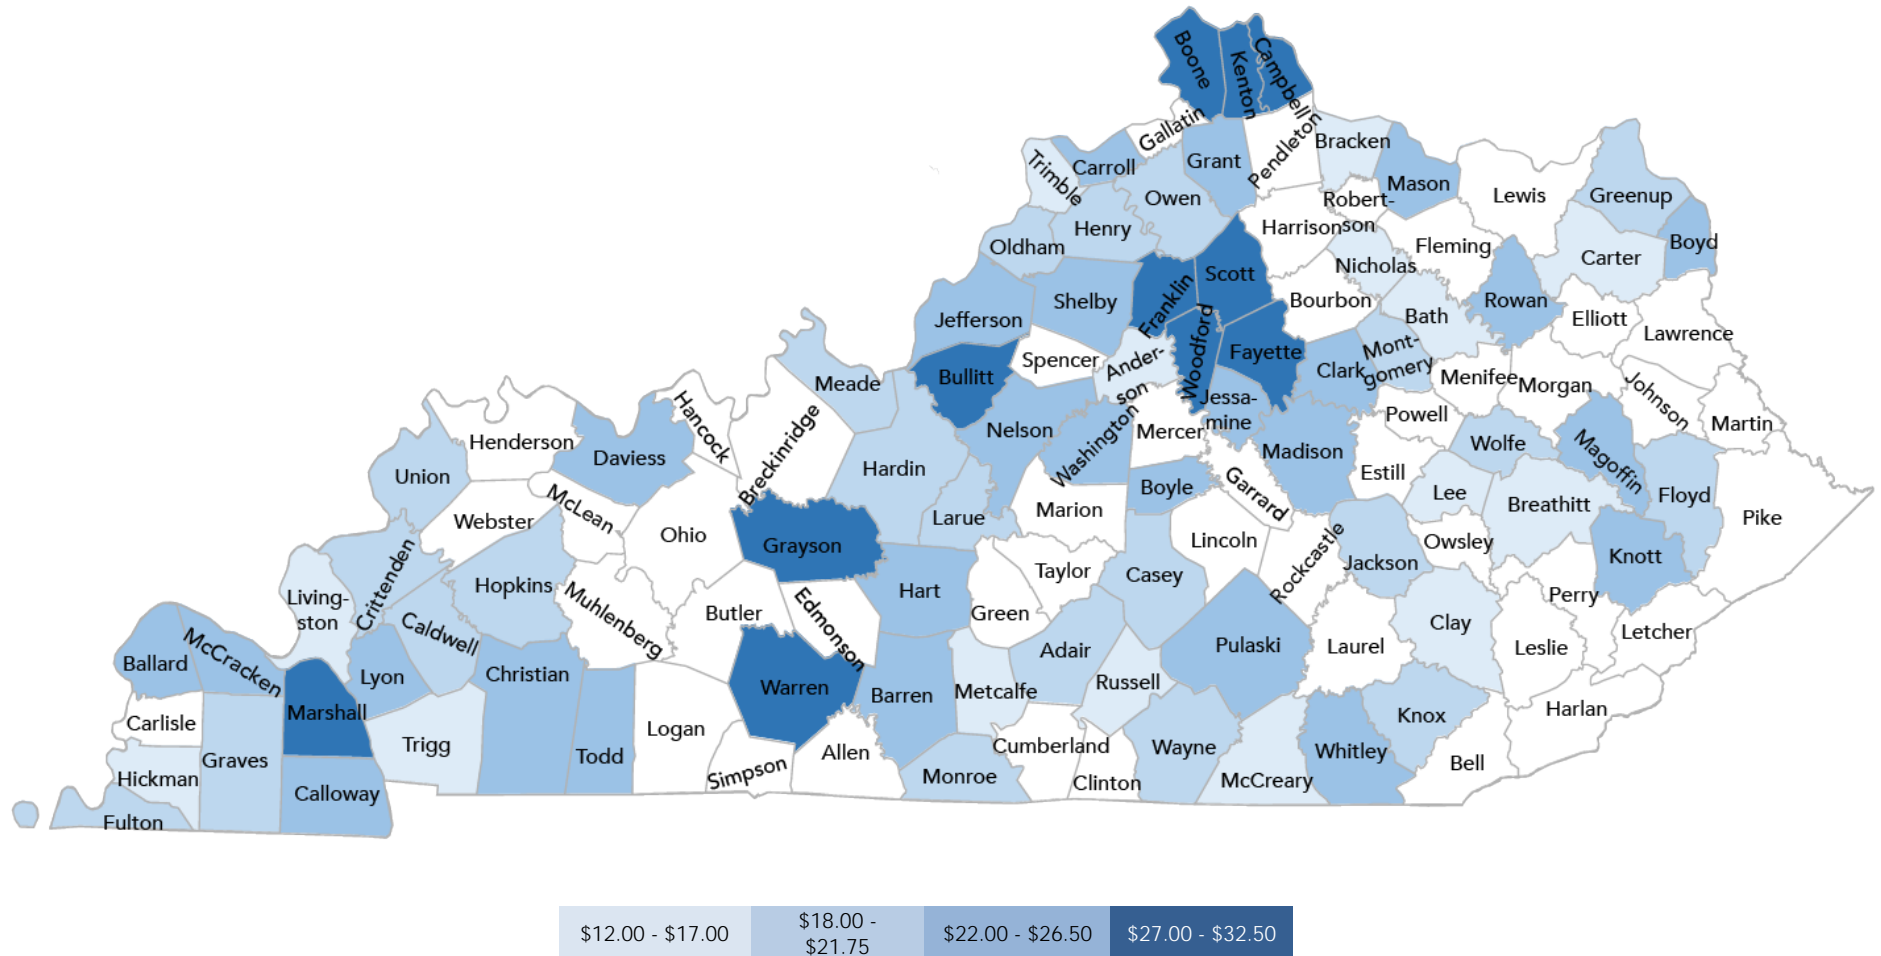 Boone
Kenton
Campbell
Gallatin
Pendleton
Bracken
Trimble
Carroll
Grant
Mason
Owen
Robert-
son
Lewis
Greenup
Henry
Harrison
Oldham
Fleming
Boyd
Carter
Nicholas
Scott
Franklin
Shelby
Bourbon
Rowan
Bath
Elliott
Jefferson
Lawrence
Woodford
Fayette
Mont-
gomery
Spencer
Ander-
son
Clark
Menifee
Morgan
Johnson
Bullitt
Meade
Jessa-
mine
Powell
Martin
Hancock
Breckinridge
Nelson
Washington
Mercer
Madison
Wolfe
Magoffin
Henderson
Daviess
Hardin
Estill
Union
Boyle
Garrard
Lee
Breathitt
Floyd
McLean
Webster
Larue
Marion
Pike
Ohio
Grayson
Lincoln
Rockcastle
Owsley
Jackson
Knott
Crittenden
Hopkins
Hart
Taylor
Casey
Living-
ston
Muhlenberg
Butler
Edmonson
Green
Perry
Caldwell
Clay
Letcher
McCracken
Ballard
Lyon
Christian
Adair
Pulaski
Laurel
Leslie
Warren
Barren
Metcalfe
Russell
Marshall
Carlisle
Logan
Knox
Harlan
Trigg
Graves
Todd
Allen
Cumberland
Wayne
Whitley
Bell
Hickman
Simpson
Monroe
Clinton
McCreary
Calloway
Fulton
$12.00 - $17.00
$18.00 -
$21.75
$22.00 - $26.50
$27.00 - $32.50